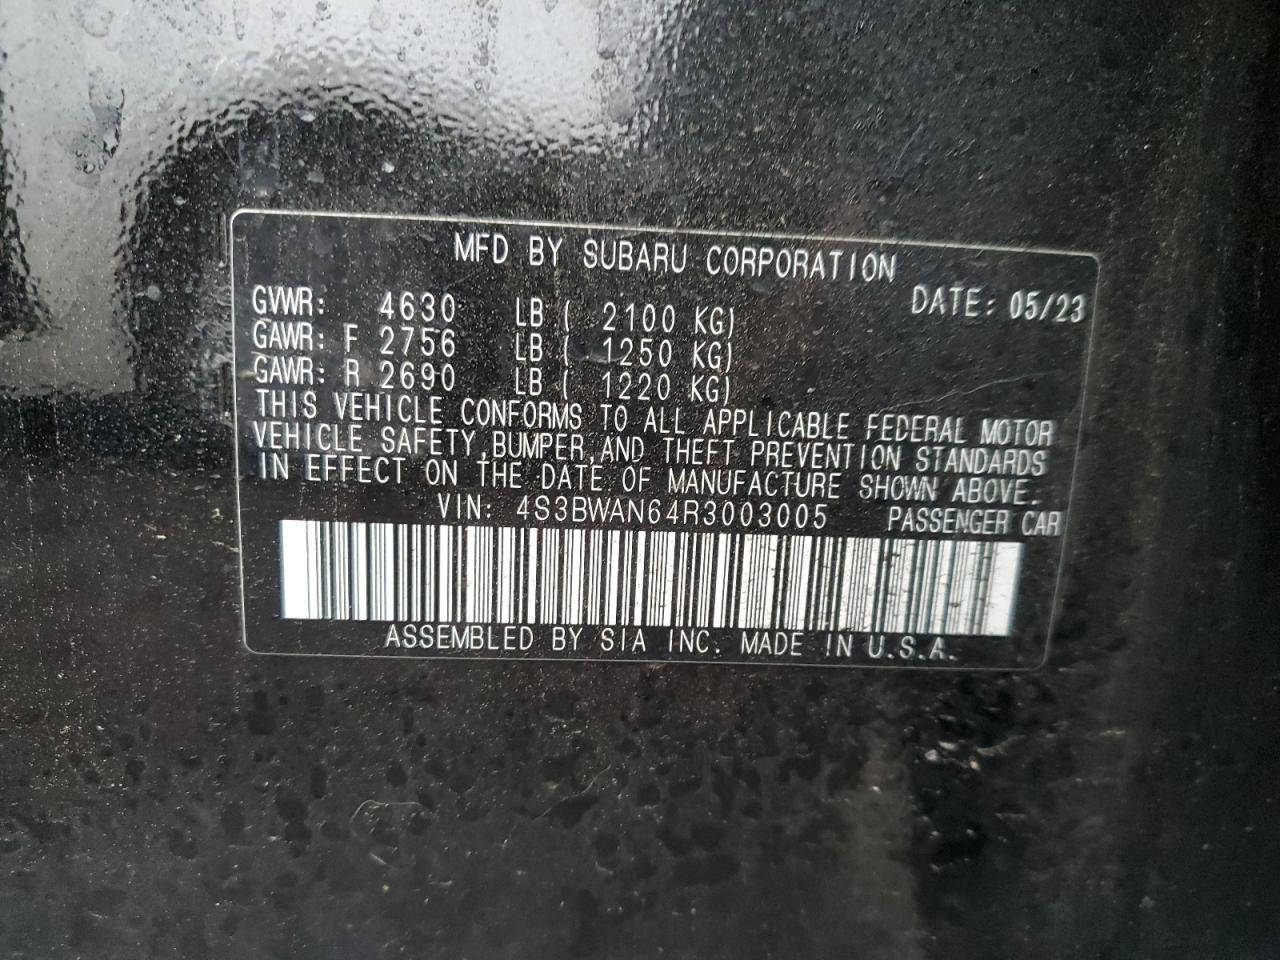 MFD BY SUBARU CORPORATION
GVWR: 4630 LB ( 2100 KG) DATE: 05/23
GAWR: F 2756 LB ( 1250 KG)
GAWR: R 2690 LB ( 1220 KG)
THIS VEHICLE CONFORMS TO ALL APPLICABLE FEDERAL MOTOR
VEHICLE SAFETY, BUMPER, AND THEFT PREVENTION STANDARDS
IN EFFECT ON THE DATE OF MANUFACTURE SHOWN ABOVE.
VIN: 4S3BWAN64R3003005 PASSENGER CAR
ASSEMBLED BY SIA INC. MADE IN U.S.A.